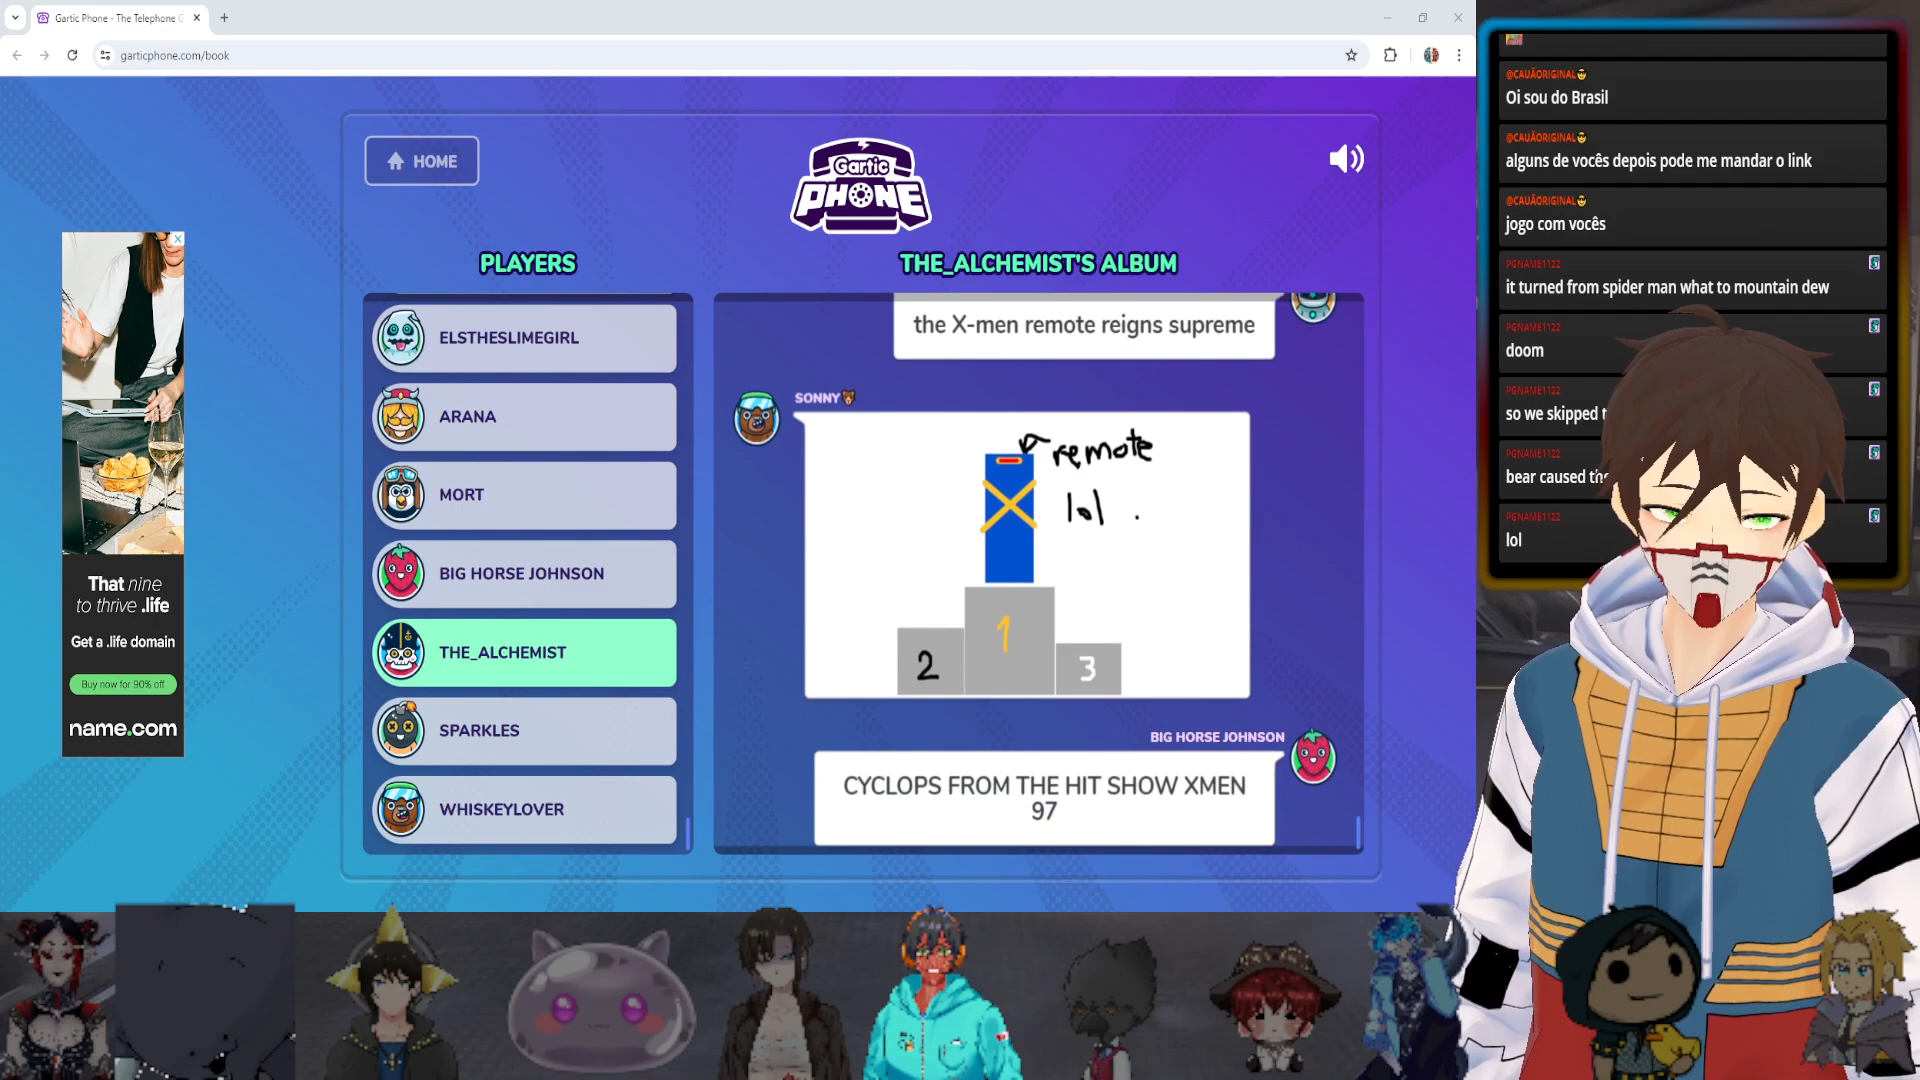 Gartic Phone - The Telephone G
garticphone.com/book
HOME
Gartic
PHONE
PLAYERS
ELSTHESLIMEGIRL
ARANA
MORT
BIG HORSE JOHNSON
THE_ALCHEMIST
SPARKLES
WHISKEYLOVER
THE_ALCHEMIST'S ALBUM
the X-men remote reigns supreme
SONNY🐻
remote
lol .
X
1
2
3
BIG HORSE JOHNSON
CYCLOPS FROM THE HIT SHOW XMEN
97
That nine
to thrive .life
Get a .life domain
Buy now for 90% off
name.com
@CAUÃORIGINAL😎
Oi sou do Brasil
@CAUÃORIGINAL😎
alguns de vocês depois pode me mandar o link
@CAUÃORIGINAL😎
jogo com vocês
PGNAME1122
it turned from spider man what to mountain dew
PGNAME1122
doom
PGNAME1122
so we skipped
PGNAME1122
bear caused the
PGNAME1122
lol